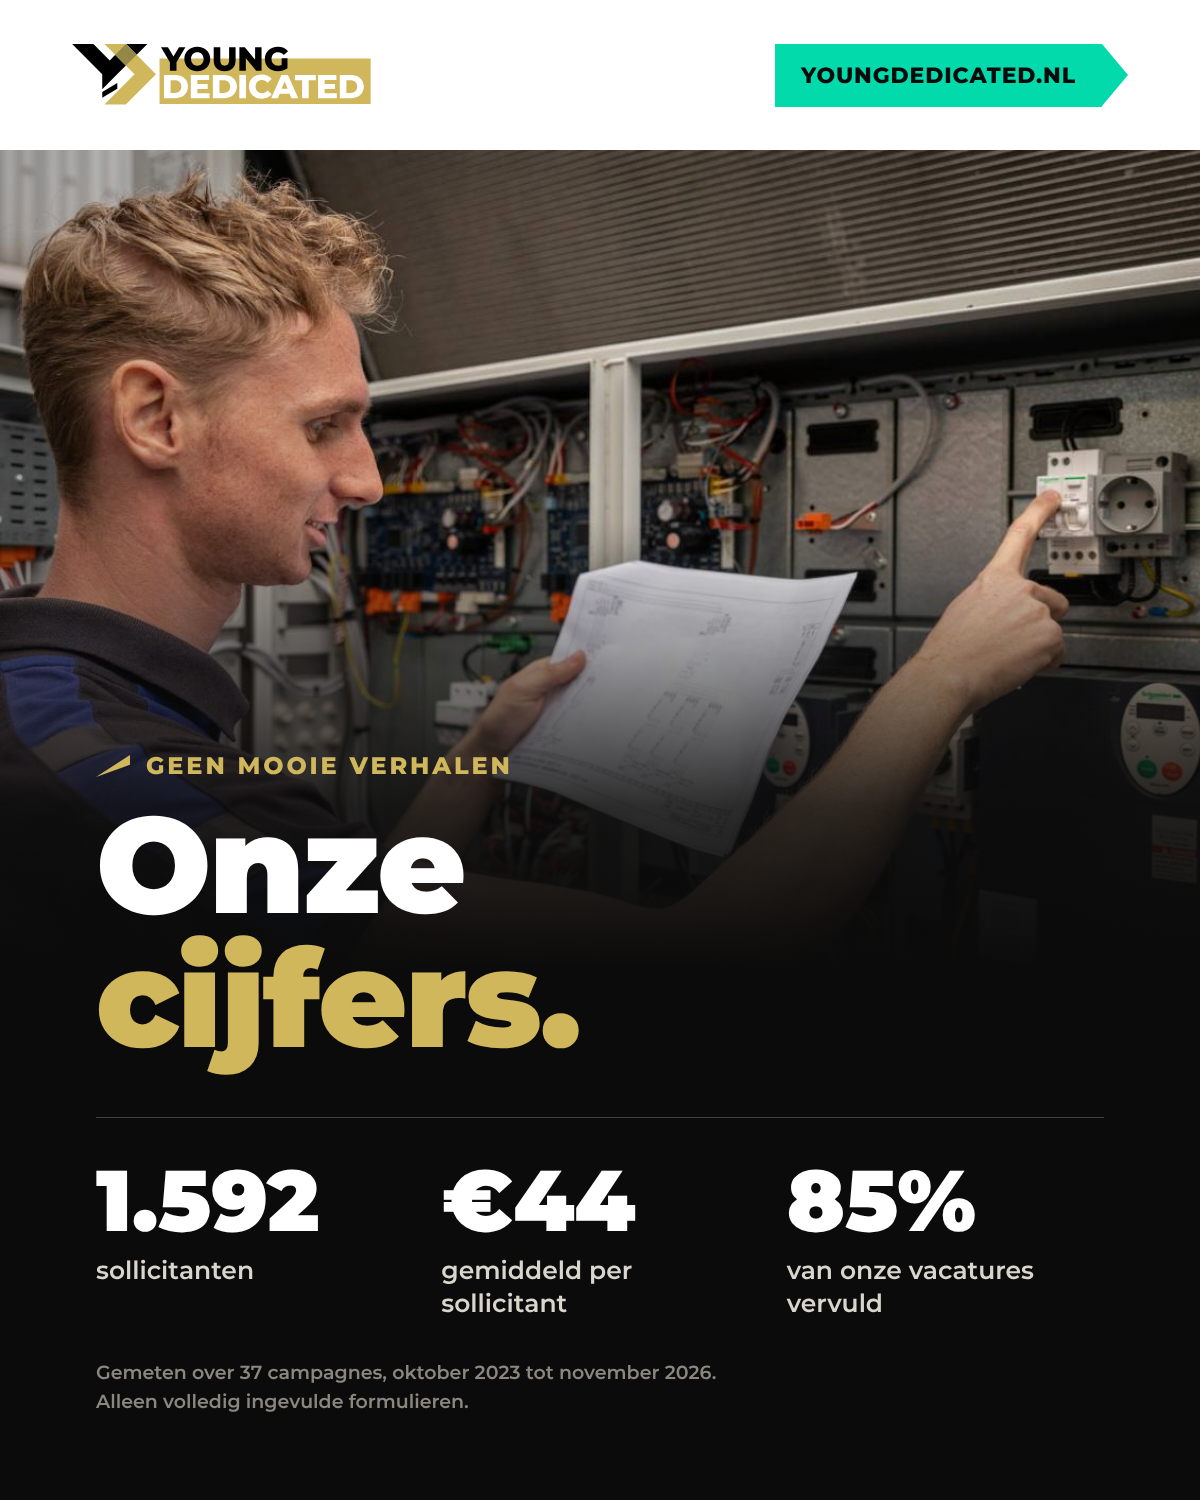 YOUNG
DEDICATED
YOUNGDEDICATED.NL
GEEN MOOIE VERHALEN
Onze
cijfers.
1.592
sollicitanten
€44
gemiddeld per
sollicitant
85%
van onze vacatures
vervuld
Gemeten over 37 campagnes, oktober 2023 tot november 2026.
Alleen volledig ingevulde formulieren.